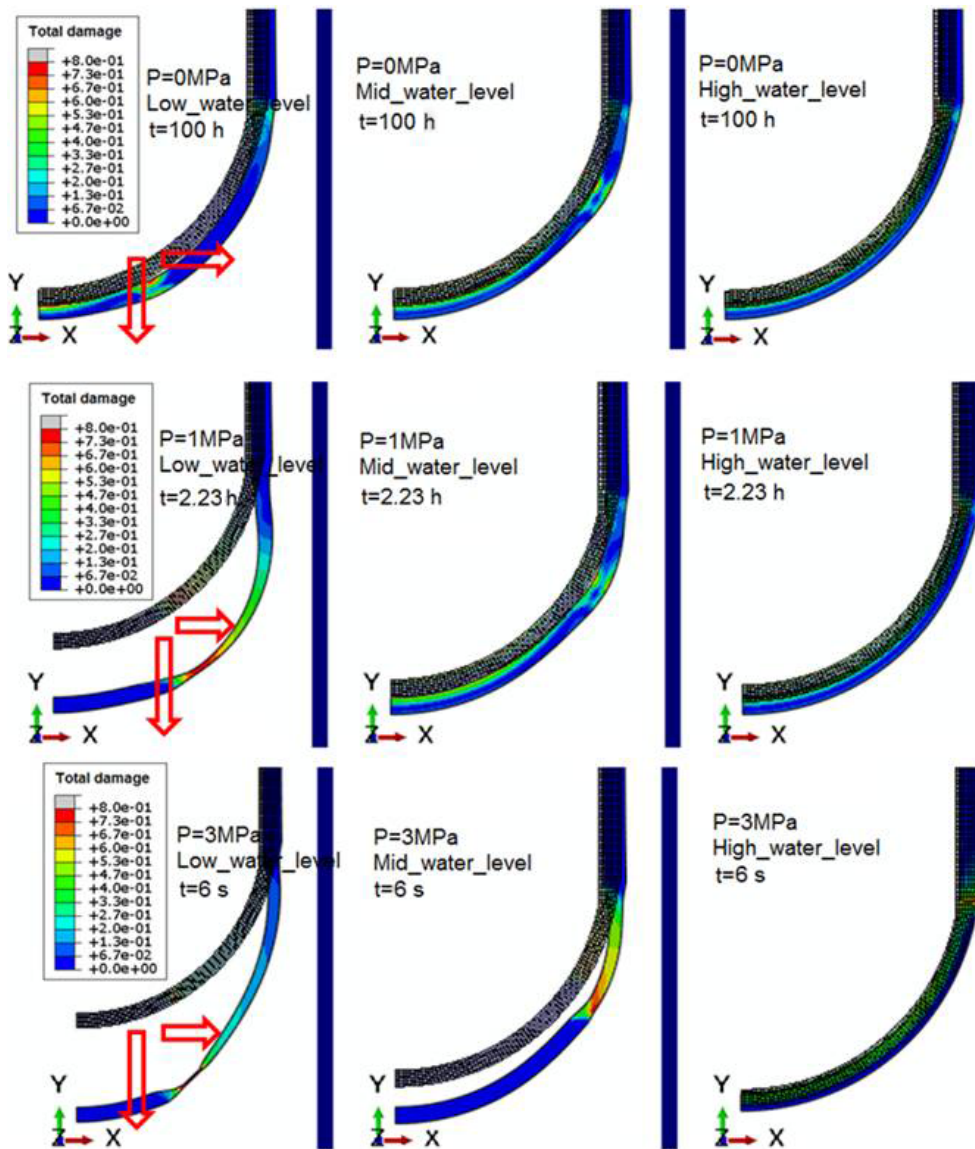 Total damage
+8.0e-01
+7.3e-01
+6.7e-01
+6.0e-01
+5.3e-01
+4.7e-01
+4.0e-01
+3.3e-01
+2.7e-01
+2.0e-01
+1.3e-01
+6.7e-02
+0.0e+00
P=0MPa
Low_water_level
t=100 h
Y
Z
X
P=0MPa
Mid_water_level
t=100 h
Y
Z
X
P=0MPa
High_water_level
t=100 h
Y
Z
X
Total damage
+8.0e-01
+7.3e-01
+6.7e-01
+6.0e-01
+5.3e-01
+4.7e-01
+4.0e-01
+3.3e-01
+2.7e-01
+2.0e-01
+1.3e-01
+6.7e-02
+0.0e+00
P=1MPa
Low_water_level
t=2.23 h
Y
Z
X
P=1MPa
Mid_water_level
t=2.23 h
Y
Z
X
P=1MPa
High_water_level
t=2.23 h
Y
Z
X
Total damage
+8.0e-01
+7.3e-01
+6.7e-01
+6.0e-01
+5.3e-01
+4.7e-01
+4.0e-01
+3.3e-01
+2.7e-01
+2.0e-01
+1.3e-01
+6.7e-02
+0.0e+00
P=3MPa
Low_water_level
t=6 s
Y
Z
X
P=3MPa
Mid_water_level
t=6 s
Y
Z
X
P=3MPa
High_water_level
t=6 s
Y
Z
X